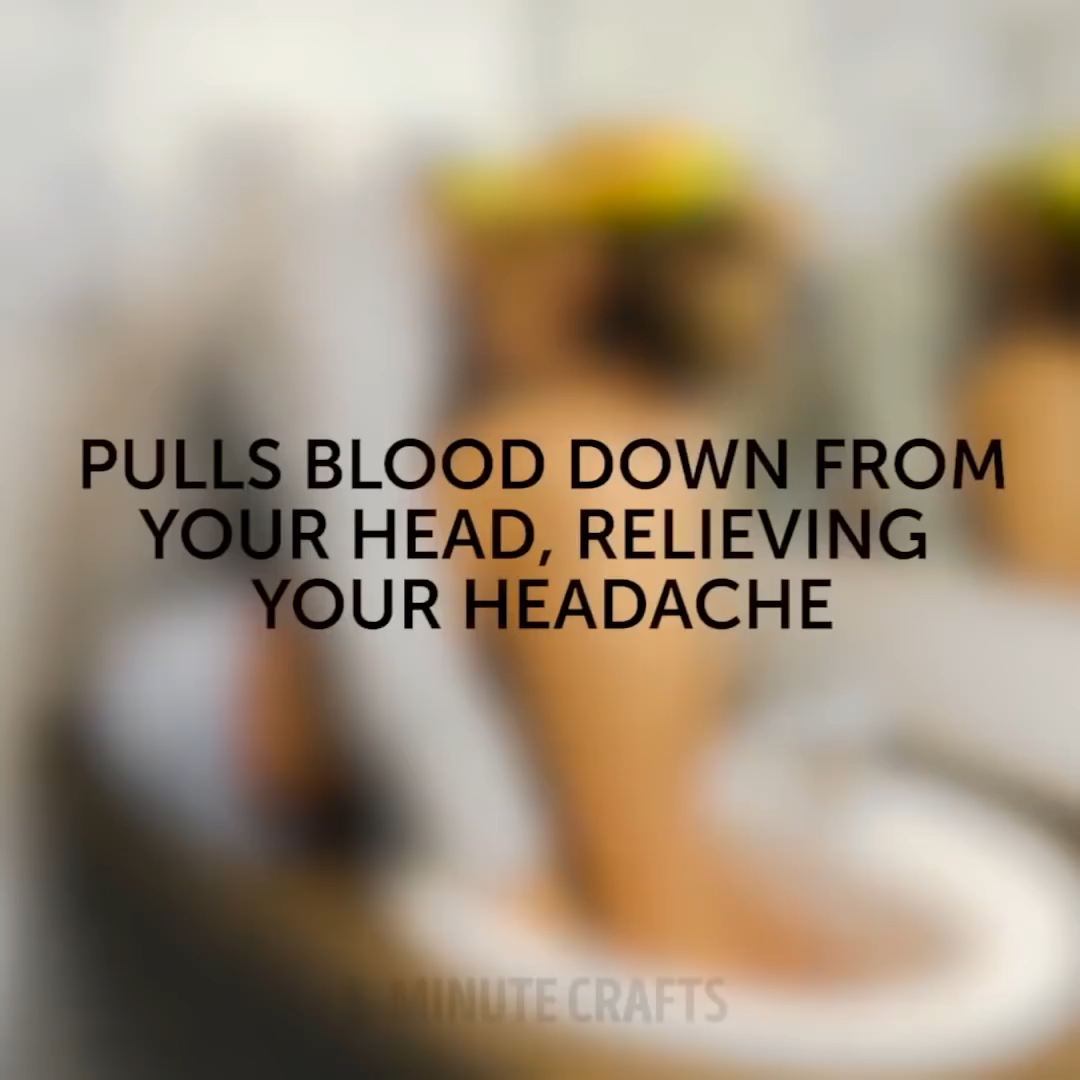 PULLS BLOOD DOWN FROM
YOUR HEAD, RELIEVING
YOUR HEADACHE
MINUTE CRAFTS